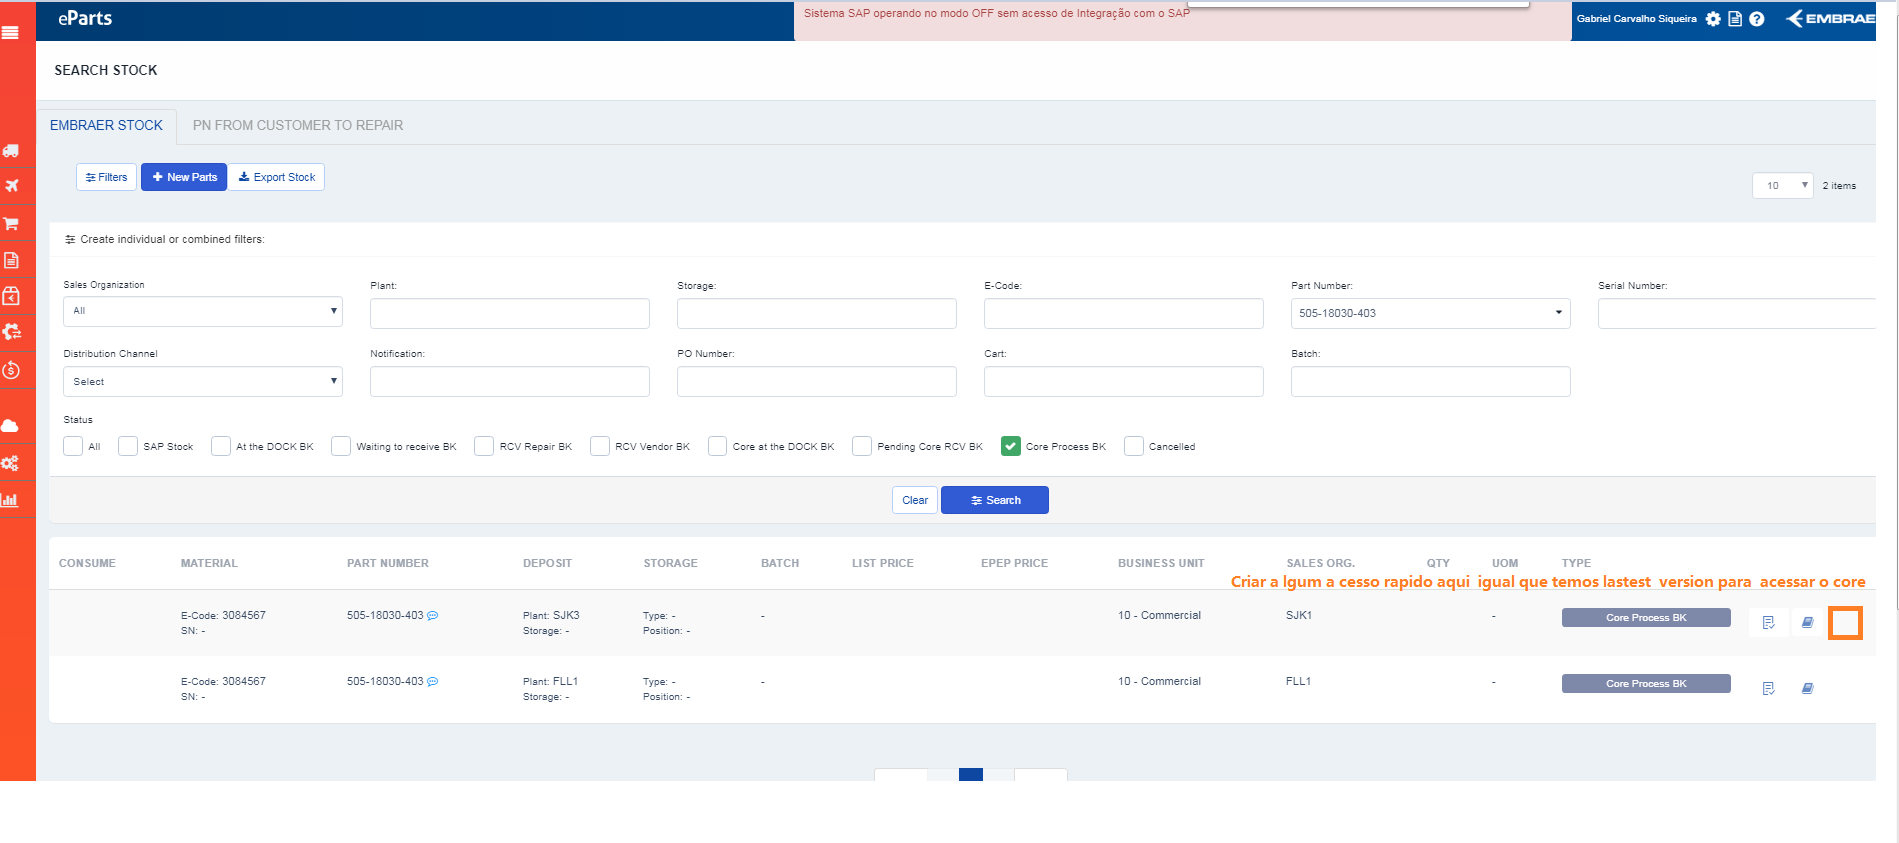 eParts
Sistema SAP operando no modo OFF sem acesso de Integração com o SAP
Gabriel Carvalho Siqueira
EMBRAE
SEARCH STOCK
EMBRAER STOCK
PN FROM CUSTOMER TO REPAIR
Filters
New Parts
Export Stock
10
2 items
Create individual or combined filters:
Sales Organization
Plant:
Storage:
E-Code:
Part Number:
Serial Number:
All
505-18030-403
Distribution Channel
Notification:
PO Number:
Cart:
Batch:
Select
Status
All
SAP Stock
At the DOCK BK
Waiting to receive BK
RCV Repair BK
RCV Vendor BK
Core at the DOCK BK
Pending Core RCV BK
Core Process BK
Cancelled
Clear
Search
CONSUME MATERIAL PART NUMBER DEPOSIT STORAGE BATCH LIST PRICE EPEP PRICE BUSINESS UNIT SALES ORG. QTY UOM TYPE
Criar a lgum a cesso rapido aqui igual que temos lastest version para acessar o core
E-Code: 3084567 505-18030-403 Plant: SJK3 Type: - - 10 - Commercial SJK1 - Core Process BK
SN: - Storage: - Position: -
E-Code: 3084567 505-18030-403 Plant: FLL1 Type: - - 10 - Commercial FLL1 - Core Process BK
SN: - Storage: - Position: -